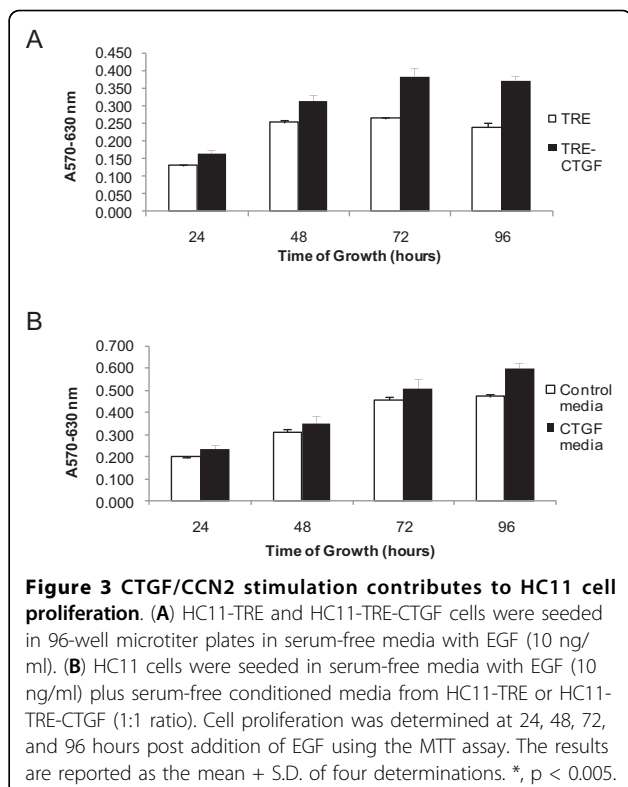 A
0.450
0.400
0.350
0.300
0.250
0.200
0.150
0.100
0.050
0.000
A570-630 nm
24 48 72 96
Time of Growth (hours)
TRE
TRE-
CTGF
B
0.700
0.600
0.500
0.400
0.300
0.200
0.100
0.000
A570-630 nm
24 48 72 96
Time of Growth (hours)
Control
media
CTGF
media
Figure 3 CTGF/CCN2 stimulation contributes to HC11 cell
proliferation. (A) HC11-TRE and HC11-TRE-CTGF cells were seeded
in 96-well microtiter plates in serum-free media with EGF (10 ng/
ml). (B) HC11 cells were seeded in serum-free media with EGF (10
ng/ml) plus serum-free conditioned media from HC11-TRE or HC11-
TRE-CTGF (1:1 ratio). Cell proliferation was determined at 24, 48, 72,
and 96 hours post addition of EGF using the MTT assay. The results
are reported as the mean + S.D. of four determinations. *, p < 0.005.